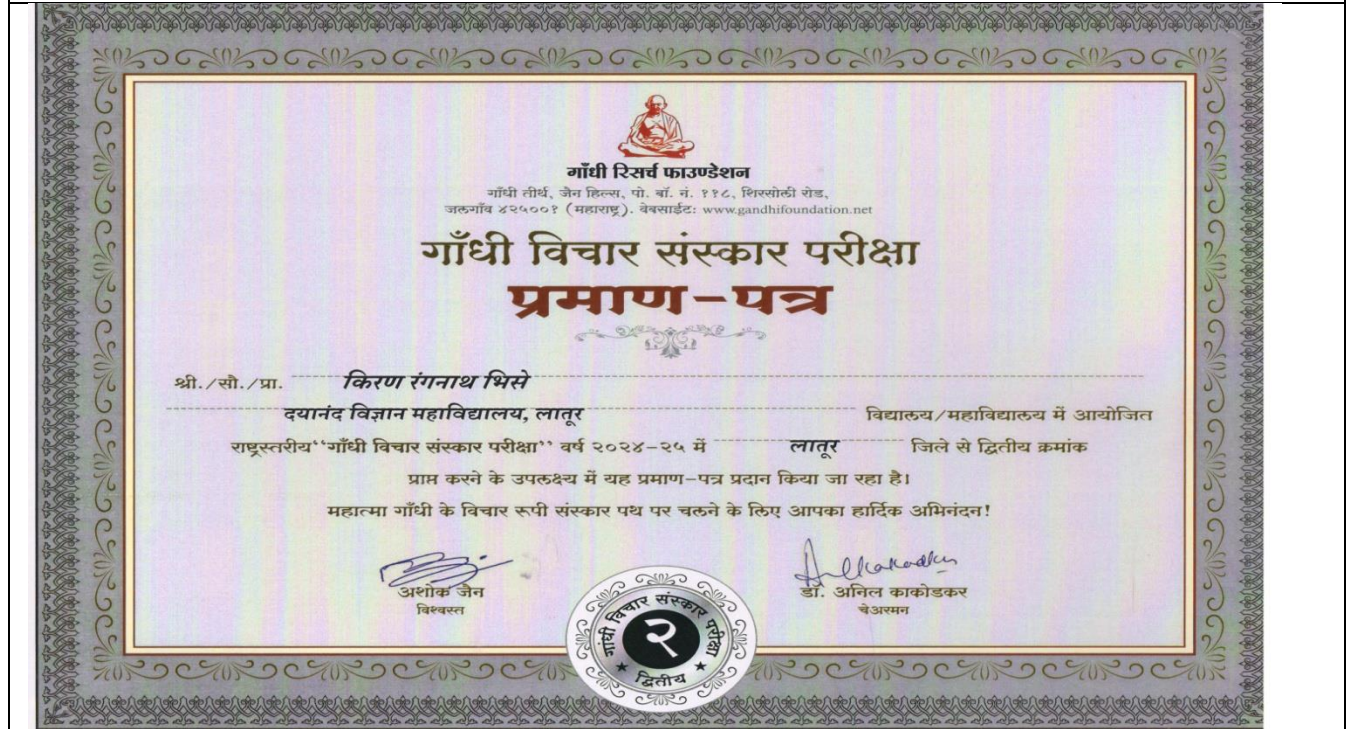 गाँधी रिसर्च फाउण्डेशन
गाँधी तीर्थ, जैन हिल्स, पो. बॉ. नं. ११८, शिरसोली रोड,
जलगाँव ४२५००१ (महाराष्ट्र). वेबसाईट: www.gandhifoundation.net
गाँधी विचार संस्कार परीक्षा
प्रमाण-पत्र
श्री./सौ./प्रा. किरण रंगनाथ भिसे
दयानंद विज्ञान महाविद्यालय, लातूर विद्यालय/महाविद्यालय में आयोजित
राष्ट्रस्तरीय ‘‘गाँधी विचार संस्कार परीक्षा’’ वर्ष २०२४-२५ में लातूर जिले से द्वितीय क्रमांक
प्राप्त करने के उपलक्ष्य में यह प्रमाण-पत्र प्रदान किया जा रहा है।
महात्मा गाँधी के विचार रूपी संस्कार पथ पर चलने के लिए आपका हार्दिक अभिनंदन!
अशोक जैन
विश्वस्त
डॉ. अनिल काकोडकर
चेअरमन
गांधी विचार संस्कार परीक्षा
२
द्वितीय